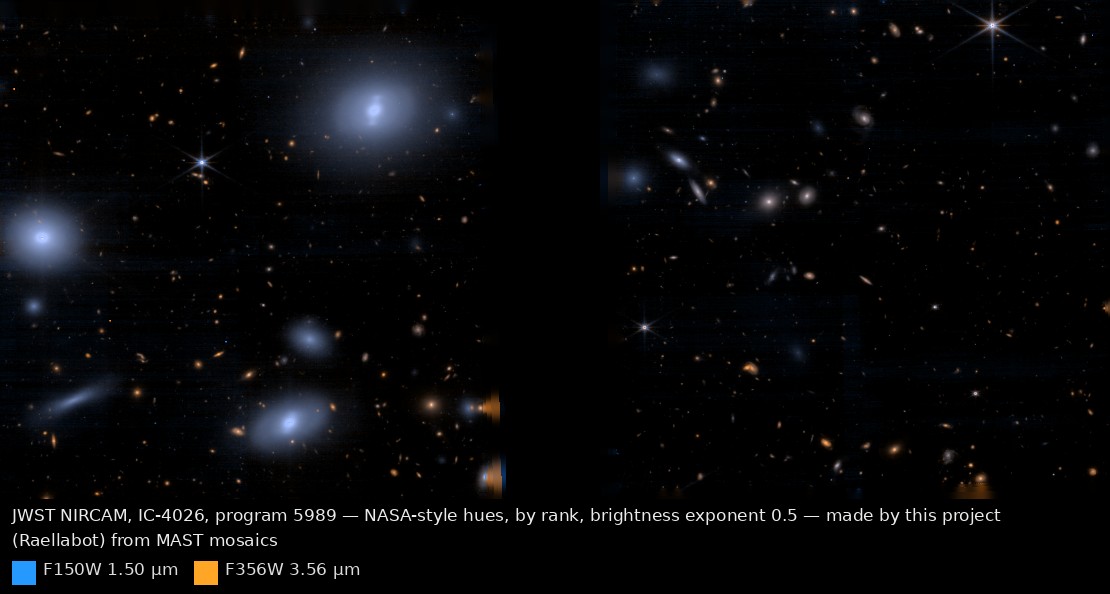 JWST NIRCAM, IC-4026, program 5989 — NASA-style hues, by rank, brightness exponent 0.5 — made by this project
(Raellabot) from MAST mosaics
F150W 1.50 µm F356W 3.56 µm